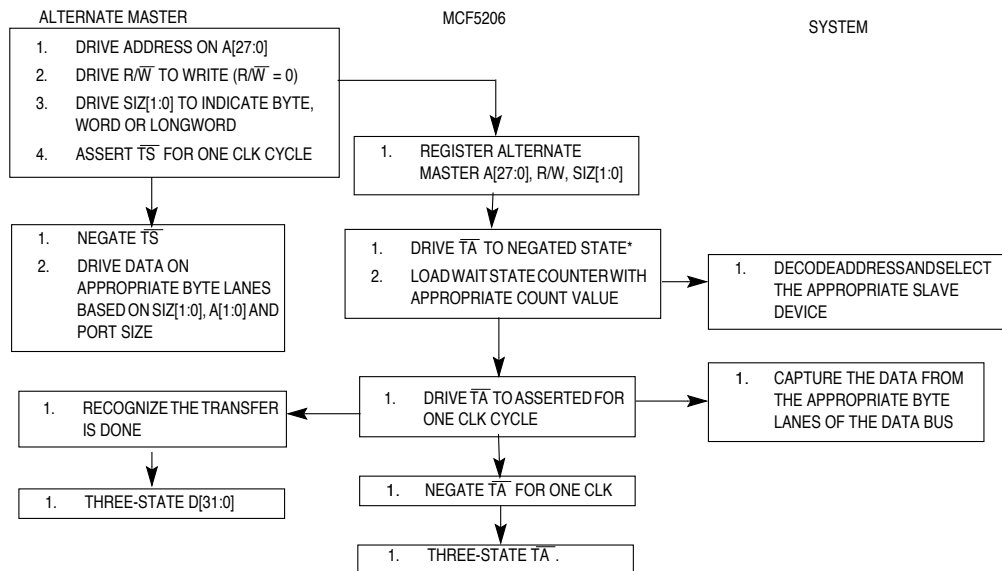 ALTERNATE MASTER
1. DRIVE ADDRESS ON A[27:0]
2. DRIVE R/W̅ TO WRITE (R/W̅ = 0)
3. DRIVE SIZ[1:0] TO INDICATE BYTE,
WORD OR LONGWORD
4. ASSERT T̅S̅ FOR ONE CLK CYCLE
1. NEGATE T̅S̅
2. DRIVE DATA ON
APPROPRIATE BYTE LANES
BASED ON SIZ[1:0], A[1:0] AND
PORT SIZE
1. RECOGNIZE THE TRANSFER
IS DONE
1. THREE-STATE D[31:0]
MCF5206
1. REGISTER ALTERNATE
MASTER A[27:0], R/W, SIZ[1:0]
1. DRIVE T̅A̅ TO NEGATED STATE*
2. LOAD WAIT STATE COUNTER WITH
APPROPRIATE COUNT VALUE
1. DRIVE T̅A̅ TO ASSERTED FOR
ONE CLK CYCLE
1. NEGATE T̅A̅ FOR ONE CLK
1. THREE-STATE T̅A̅.
SYSTEM
1. DECODEADDRESSANDSELECT
THE APPROPRIATE SLAVE
DEVICE
1. CAPTURE THE DATA FROM
THE APPROPRIATE BYTE
LANES OF THE DATA BUS